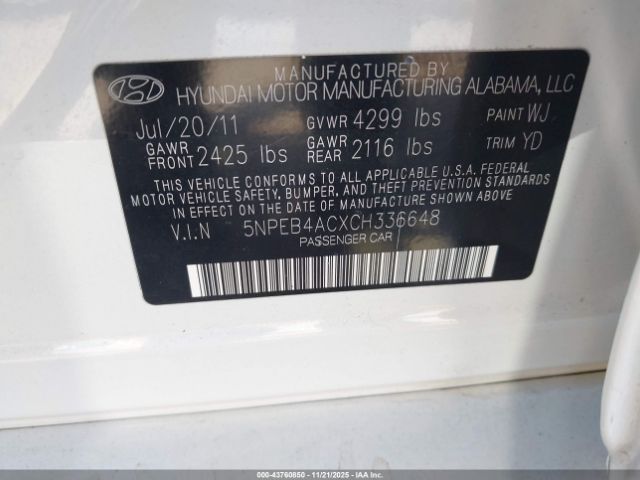 MANUFACTURED BY
HYUNDAI MOTOR MANUFACTURING ALABAMA, LLC
Jul/20/11 GVWR 4299 lbs PAINT WJ
GAWR FRONT 2425 lbs GAWR REAR 2116 lbs TRIM YD
THIS VEHICLE CONFORMS TO ALL APPLICABLE U.S.A. FEDERAL
MOTOR VEHICLE SAFETY, BUMPER, AND THEFT PREVENTION STANDARDS
IN EFFECT ON THE DATE OF MANUFACTURE SHOWN ABOVE.
V.I.N 5NPEB4ACXCH336648
PASSENGER CAR
000-43760850 - 11/21/2025 - IAAI.COM